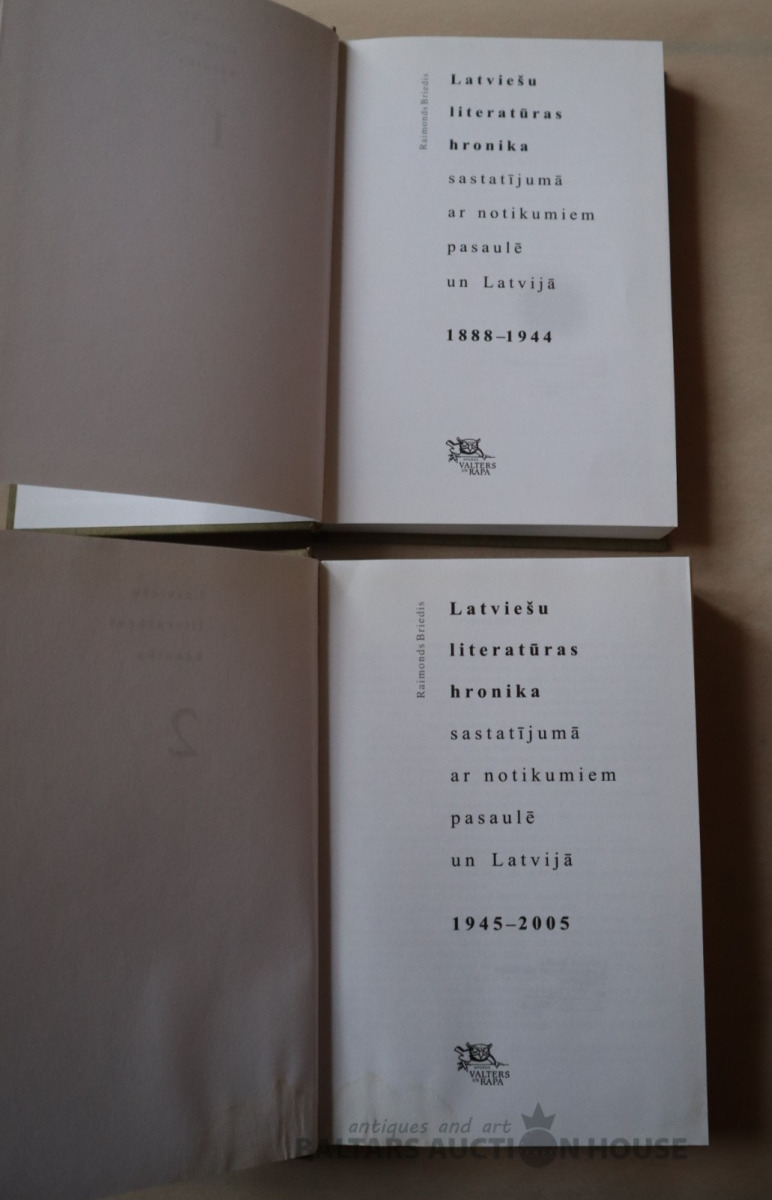 Raimonds Briedis
Latviešu
literatūras
hronika
sastatījumā
ar notikumiem
pasaulē
un Latvijā
1888–1944
VALTERS
UN RAPA
Raimonds Briedis
Latviešu
literatūras
hronika
sastatījumā
ar notikumiem
pasaulē
un Latvijā
1945–2005
VALTERS
UN RAPA
1
2
antiques and art
BALTARS AUCTION HOUSE